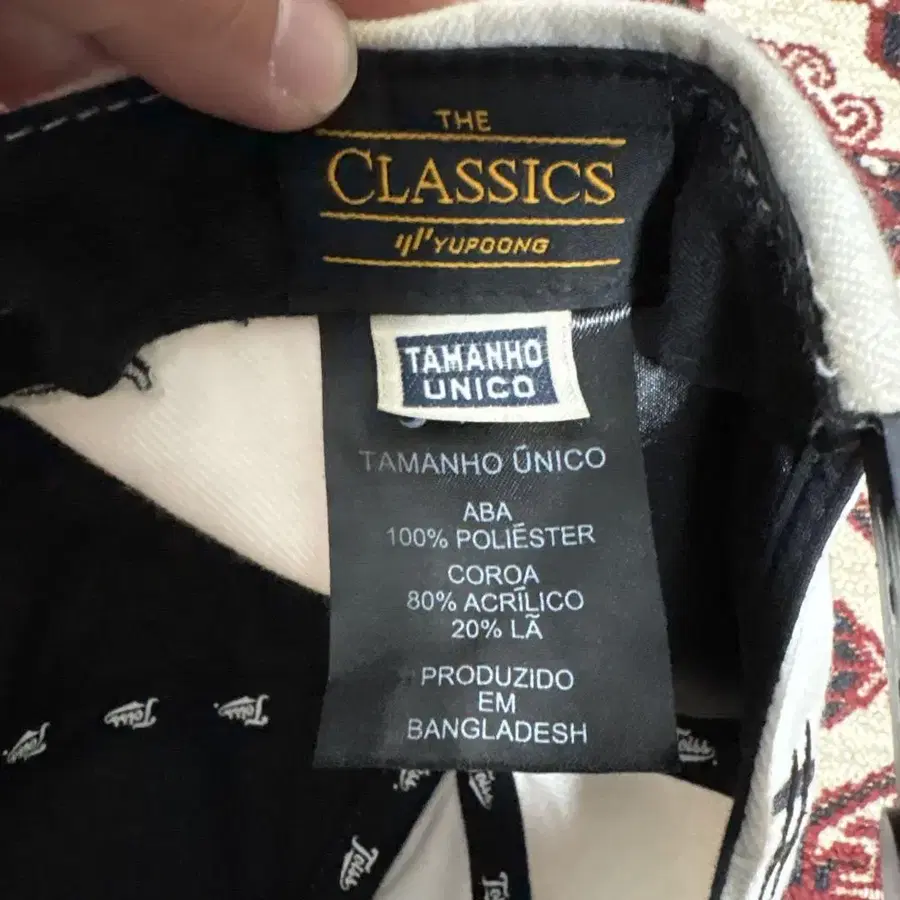 THE
CLASSICS
YUPOONG
TAMANHO
UNICO
TAMANHO ÚNICO
ABA
100% POLIÉSTER
COROA
80% ACRÍLICO
20% LÃ
PRODUZIDO
EM
BANGLADESH